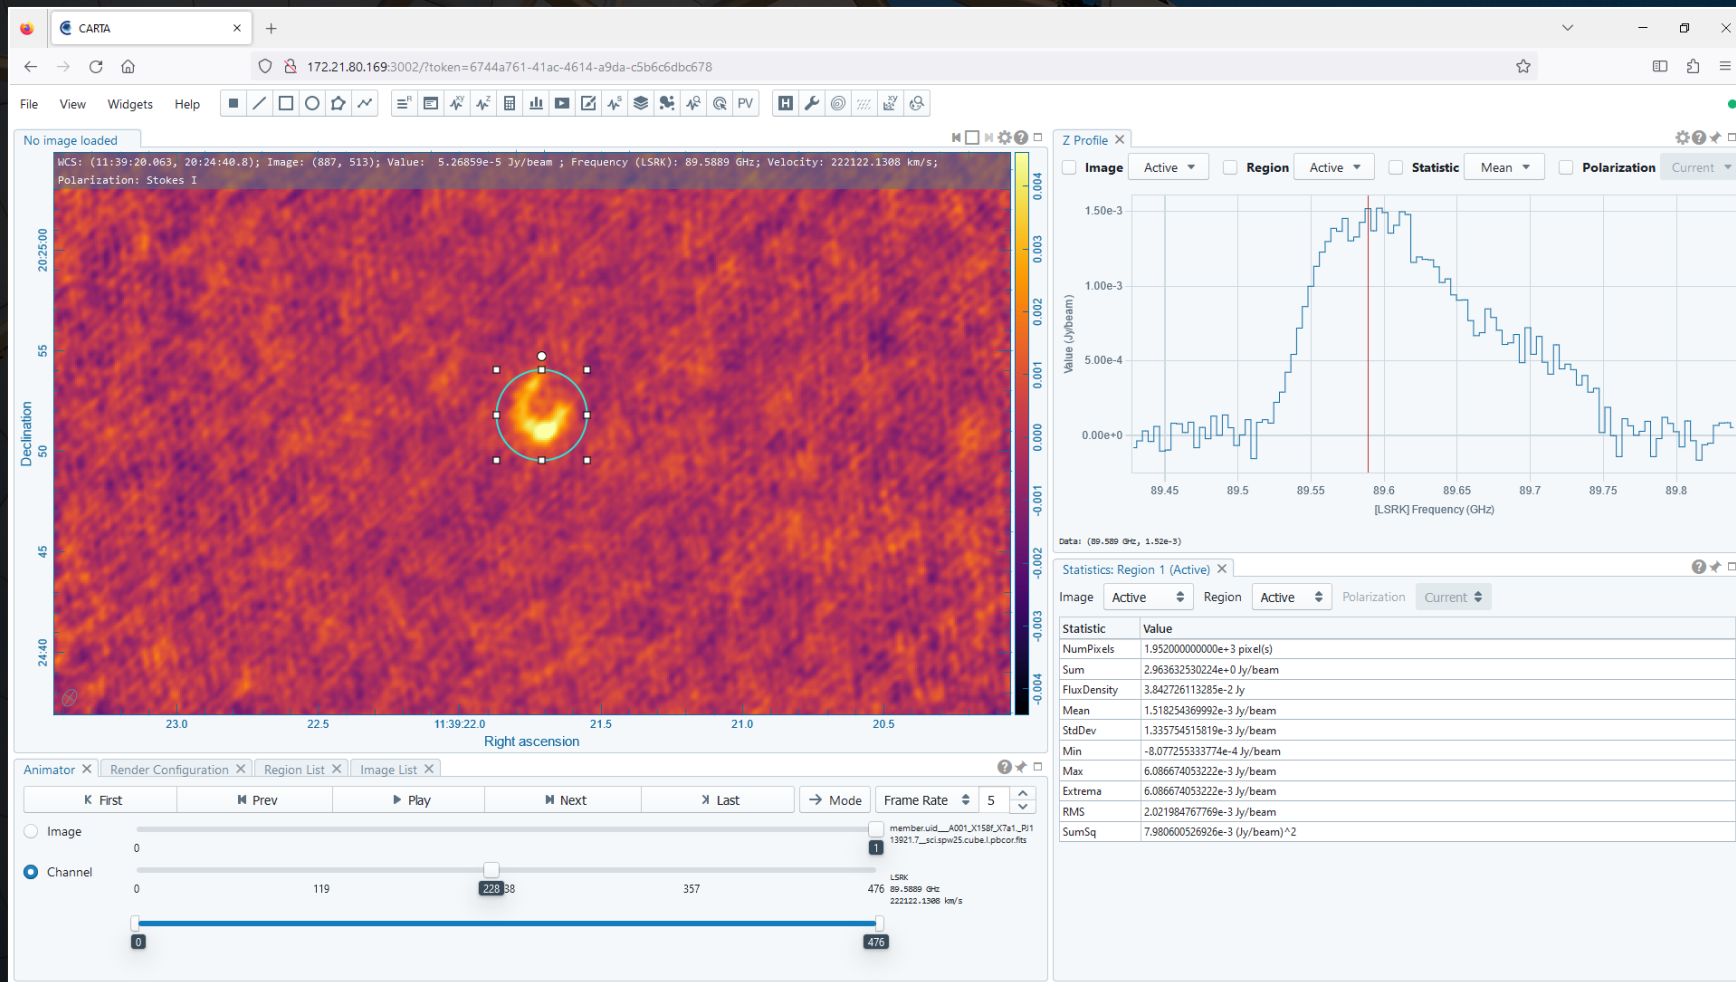 CARTA
172.21.80.169:3002/?token=6744a761-41ac-4614-a9da-c5b6c6dbc678
File View Widgets Help
PV
No image loaded
WCS: (11:39:20.063, 20:24:40.8); Image: (887, 513); Value: 5.26859e-5 Jy/beam ; Frequency (LSRK): 89.5889 GHz; Velocity: 222122.1308 km/s;
Polarization: Stokes I
20:25:00
55
50
45
24:40
Declination
23.0 22.5 11:39:22.0 21.5 21.0 20.5
Right ascension
0.004
0.003
0.002
0.001
0.000
-0.001
-0.002
-0.003
-0.004
Z Profile
Image Active Region Active Statistic Mean Polarization Current
1.50e-3
1.00e-3
5.00e-4
0.00e+0
Value (Jy/beam)
89.45 89.5 89.55 89.6 89.65 89.7 89.75 89.8
[LSRK] Frequency (GHz)
Data: (89.589 GHz, 1.52e-3)
Statistics: Region 1 (Active)
Image Active Region Active Polarization Current
Statistic Value
NumPixels 1.952000000000e+3 pixel(s)
Sum 2.963632530224e+0 Jy/beam
FluxDensity 3.842726113285e-2 Jy
Mean 1.518254369992e-3 Jy/beam
StdDev 1.335754515819e-3 Jy/beam
Min -8.077255333774e-4 Jy/beam
Max 6.086674053222e-3 Jy/beam
Extrema 6.086674053222e-3 Jy/beam
RMS 2.021984767769e-3 Jy/beam
SumSq 7.980600526926e-3 (Jy/beam)^2
Animator Render Configuration Region List Image List
First Prev Play Next Last Mode Frame Rate 5
Image
0 1
member.uid___A001_X158f_X7a1._PJ1
13921.7__sci.spw25.cube.I.pbcor.fits
Channel
0 119 228 38 357 476
LSRK
89.5889 GHz
222122.1308 km/s
0 476